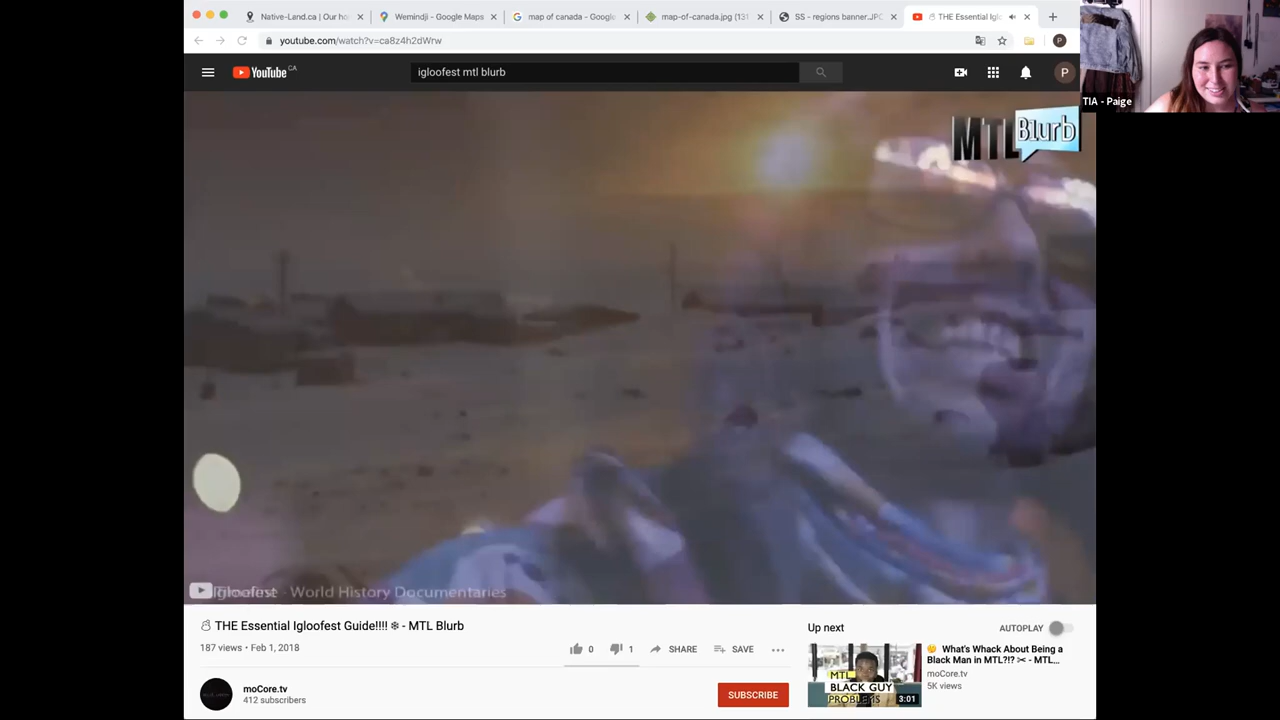 Native-Land.ca | Our ho
Wemindji - Google Maps
map of canada - Google
map-of-canada.jpg (131
SS - regions banner.JPG
THE Essential Iglo
youtube.com/watch?v=ca8z4h2dWrw
P
YouTube CA
igloofest mtl blurb
P
TIA - Paige
MTL Blurb
World History Documentaries
THE Essential Igloofest Guide!!!! ❄ - MTL Blurb
187 views • Feb 1, 2018
0
1
SHARE
SAVE
moCore.tv
412 subscribers
SUBSCRIBE
Up next
AUTOPLAY
MTL
BLACK GUY
PROBLEMS
3:01
What's Whack About Being a
Black Man in MTL?!? ✂ - MTL...
moCore.tv
5K views